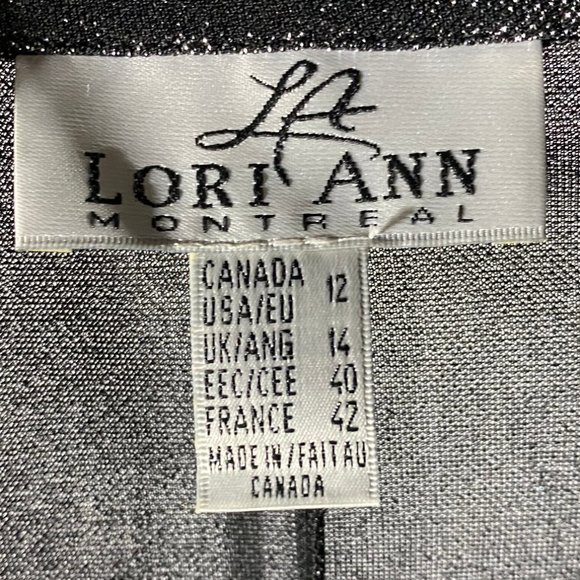 LA
LORI ANN
MONTREAL
CANADA
USA/EU 12
UK/ANG 14
EEC/CEE 40
FRANCE 42
MADE IN/FAIT AU
CANADA